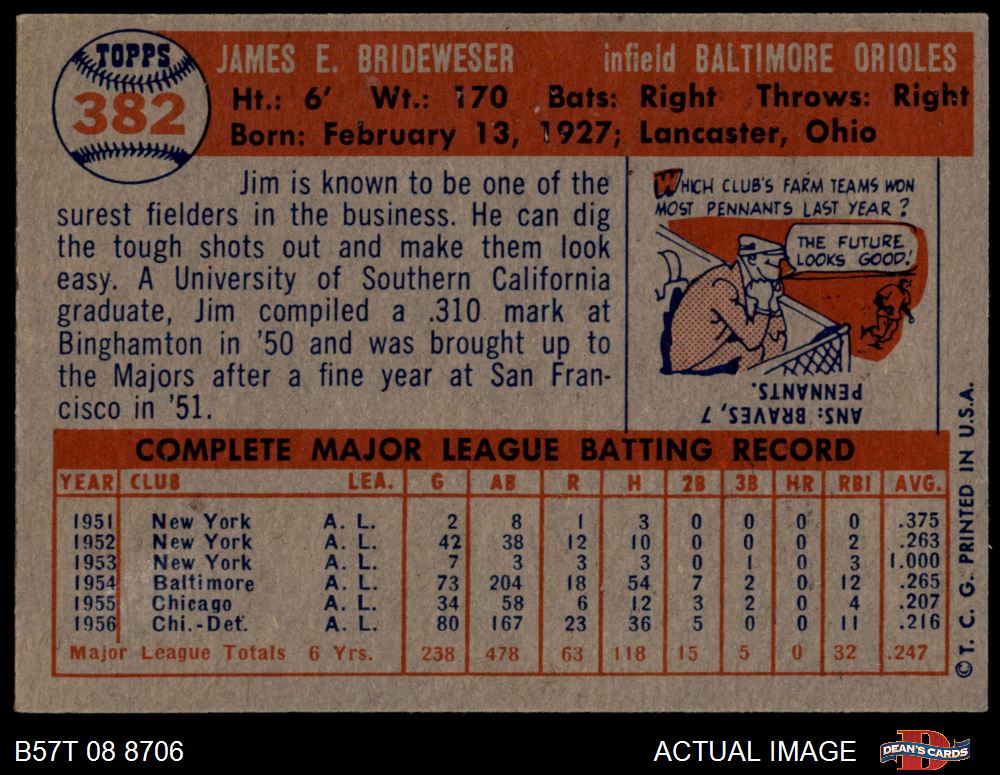 TOPPS
382
JAMES E. BRIDEWESER infield BALTIMORE ORIOLES
Ht.: 6' Wt.: 170 Bats: Right Throws: Right
Born: February 13, 1927; Lancaster, Ohio
Jim is known to be one of the
surest fielders in the business. He can dig
the tough shots out and make them look
easy. A University of Southern California
graduate, Jim compiled a .310 mark at
Binghamton in '50 and was brought up to
the Majors after a fine year at San Fran-
cisco in '51.
WHICH CLUB'S FARM TEAMS WON
MOST PENNANTS LAST YEAR?
THE FUTURE
LOOKS GOOD!
ANS: BRAVES, 7
PENNANTS.
COMPLETE MAJOR LEAGUE BATTING RECORD
YEAR CLUB LEA. G AB R H 2B 3B HR RBI AVG.
1951 New York A. L. 2 8 1 3 0 0 0 0 .375
1952 New York A. L. 42 38 12 10 0 0 0 2 .263
1953 New York A. L. 7 3 3 3 0 1 0 3 1.000
1954 Baltimore A. L. 73 204 18 54 7 2 0 12 .265
1955 Chicago A. L. 34 58 6 12 3 2 0 4 .207
1956 Chi.-Det. A. L. 80 167 23 36 5 0 0 11 .216
Major League Totals 6 Yrs. 238 478 63 118 15 5 0 32 .247
© T. C. G. PRINTED IN U.S.A.
B57T 08 8706 ACTUAL IMAGE
D
DEAN'S CARDS